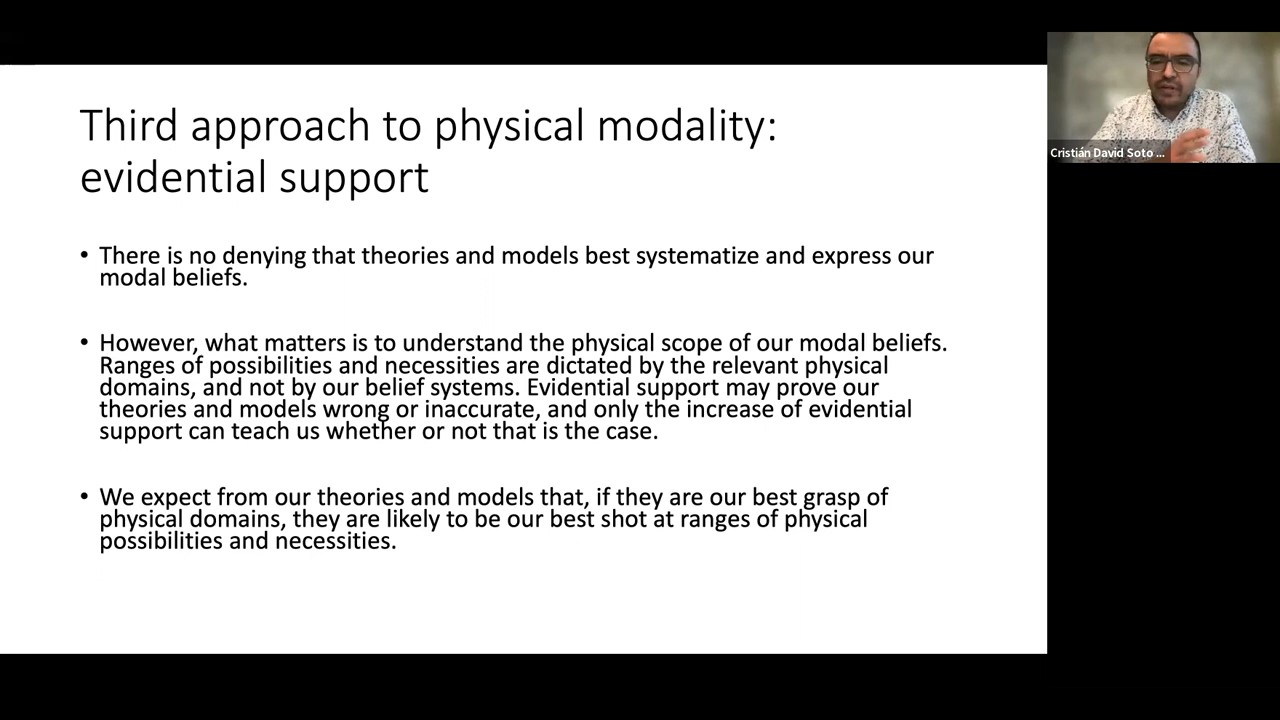 Third approach to physical modality:
evidential support
• There is no denying that theories and models best systematize and express our
modal beliefs.
• However, what matters is to understand the physical scope of our modal beliefs.
Ranges of possibilities and necessities are dictated by the relevant physical
domains, and not by our belief systems. Evidential support may prove our
theories and models wrong or inaccurate, and only the increase of evidential
support can teach us whether or not that is the case.
• We expect from our theories and models that, if they are our best grasp of
physical domains, they are likely to be our best shot at ranges of physical
possibilities and necessities.
Cristián David Soto ...